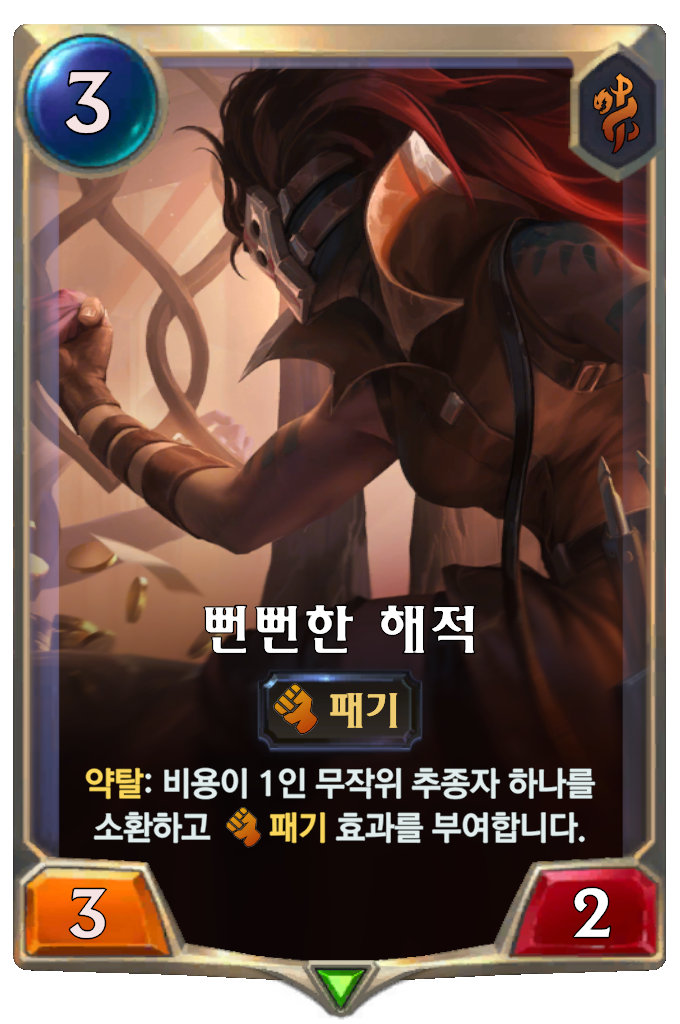 3
뻔뻔한 해적
패기
약탈: 비용이 1인 무작위 추종자 하나를
소환하고 패기 효과를 부여합니다.
3
2